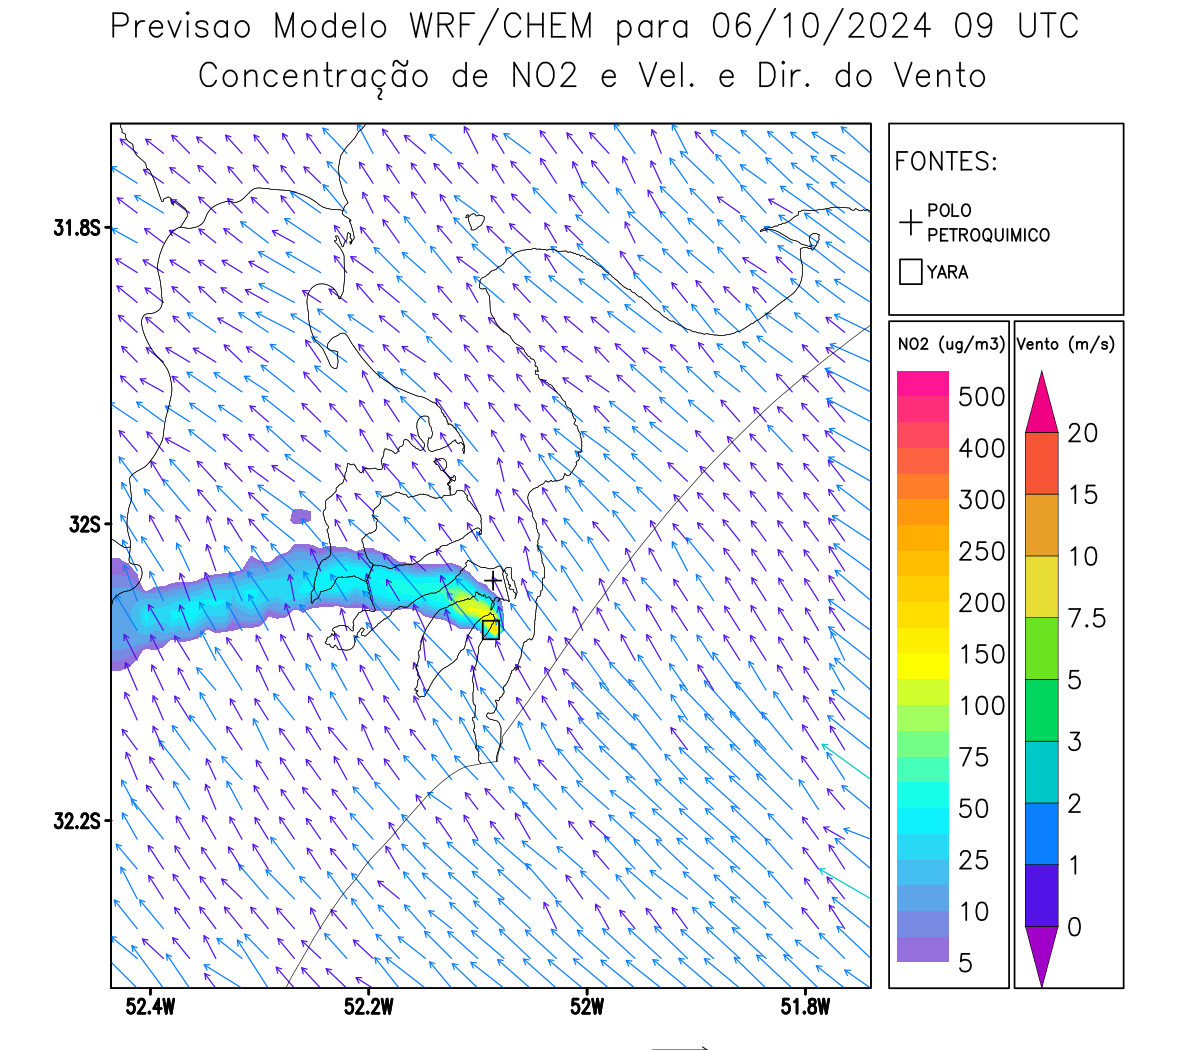 Previsao Modelo WRF/CHEM para 06/10/2024 09 UTC
Concentração de NO2 e Vel. e Dir. do Vento
FONTES:
POLO
PETROQUIMICO
YARA
NO2 (ug/m3)
500
400
300
250
200
150
100
75
50
25
10
5
Vento (m/s)
20
15
10
7.5
5
3
2
1
0
31.8S
32S
32.2S
52.4W
52.2W
52W
51.8W